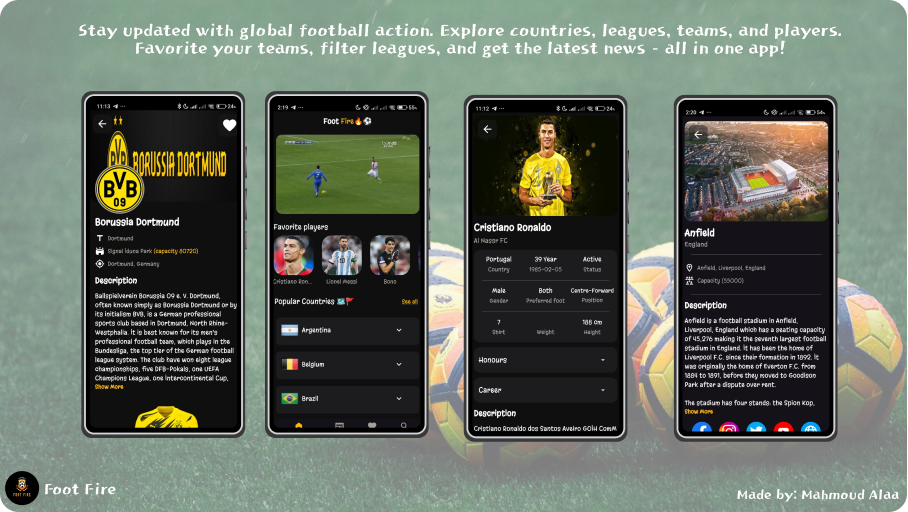 Stay updated with global football action. Explore countries, leagues, teams, and players.
Favorite your teams, filter leagues, and get the latest news - all in one app!
11:13
24%
BORUSSIA DORTMUND
BVB
09
Borussia Dortmund
Dortmund
Signal Iduna Park (capacity 80720)
Dortmund, Germany
Description
Ballspielverein Borussia 09 e. V. Dortmund,
often known simply as Borussia Dortmund or by
its initialism BVB, is a German professional
sports club based in Dortmund, North Rhine-
Westphalia. It is best known for its men's
professional football team, which plays in the
Bundesliga, the top tier of the German football
league system. The club have won eight league
championships, five DFB-Pokals, one UEFA
Champions League, one Intercontinental Cup,
Show More
2:19
55%
Foot Fire🔥⚽
Favorite players
Cristiano Ron...
Lionel Messi
Bono
Popular Countries
See all
Argentina
Belgium
Brazil
11:12
24%
Cristiano Ronaldo
Al Nassr FC
Portugal
39 Year
Active
Country
1985-02-05
Status
Male
Both
Centre-Forward
Gender
Preferred foot
Position
7
188 cm
Shirt
Weight
Height
Honours
Career
Description
Cristiano Ronaldo dos Santos Aveiro GOIH ComM
2:20
54%
Anfield
England
Anfield, Liverpool, England
Capacity (55000)
Description
Anfield is a football stadium in Anfield,
Liverpool, England which has a seating capacity
of 45,276 making it the seventh largest football
stadium in England. It has been the home of
Liverpool F.C. since their formation in 1892. It
was originally the home of Everton F.C. from
1884 to 1891, before they moved to Goodison
Park after a dispute over rent.
The stadium has four stands: the Spion Kop,
Show More
FOOT FIRE
Foot Fire
Made by: Mahmoud Alaa